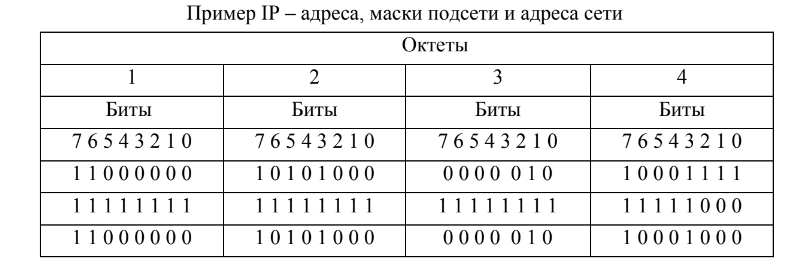 Пример IP – адреса, маски подсети и адреса сети
Октеты
1 2 3 4
Биты Биты Биты Биты
7 6 5 4 3 2 1 0 7 6 5 4 3 2 1 0 7 6 5 4 3 2 1 0 7 6 5 4 3 2 1 0
1 1 0 0 0 0 0 0 1 0 1 0 1 0 0 0 0 0 0 0 0 1 0 1 0 0 0 1 1 1 1
1 1 1 1 1 1 1 1 1 1 1 1 1 1 1 1 1 1 1 1 1 1 1 1 1 1 1 1 1 0 0 0
1 1 0 0 0 0 0 0 1 0 1 0 1 0 0 0 0 0 0 0 0 1 0 1 0 0 0 1 0 0 0